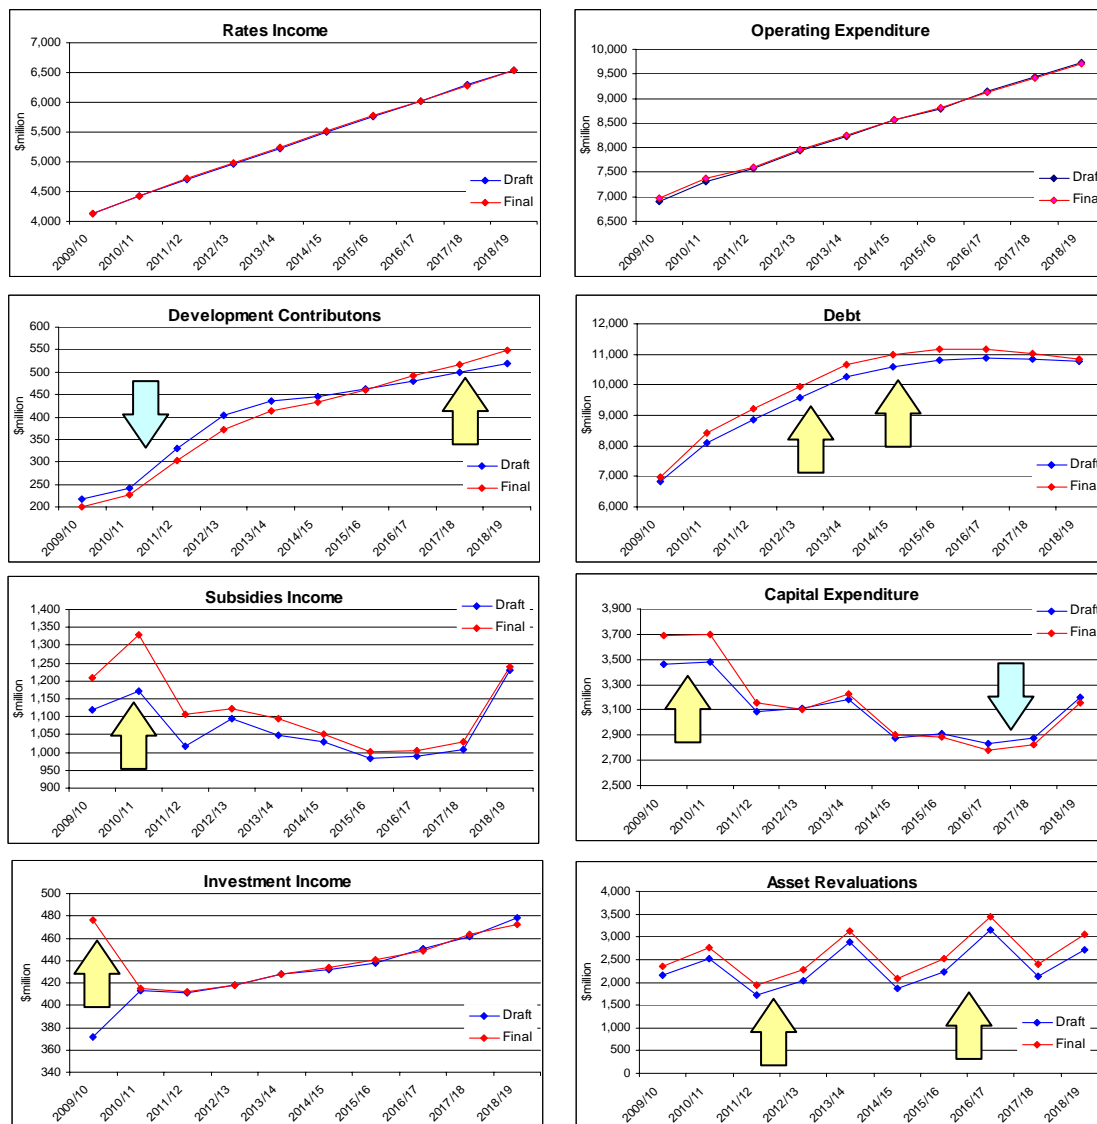 Rates Income
7,000
6,500
6,000
5,500
5,000
4,500
4,000
$million
Draft
Final
2009/10 2010/11 2011/12 2012/13 2013/14 2014/15 2015/16 2016/17 2017/18 2018/19
Operating Expenditure
10,000
9,500
9,000
8,500
8,000
7,500
7,000
6,500
$million
Draft
Final
2009/10 2010/11 2011/12 2012/13 2013/14 2014/15 2015/16 2016/17 2017/18 2018/19
Development Contributons
600
550
500
450
400
350
300
250
200
$million
Draft
Final
2009/10 2010/11 2011/12 2012/13 2013/14 2014/15 2015/16 2016/17 2017/18 2018/19
Debt
12,000
11,000
10,000
9,000
8,000
7,000
6,000
$million
Draft
Final
2009/10 2010/11 2011/12 2012/13 2013/14 2014/15 2015/16 2016/17 2017/18 2018/19
Subsidies Income
1,400
1,350
1,300
1,250
1,200
1,150
1,100
1,050
1,000
950
900
$million
Draft
Final
2009/10 2010/11 2011/12 2012/13 2013/14 2014/15 2015/16 2016/17 2017/18 2018/19
Capital Expenditure
3,900
3,700
3,500
3,300
3,100
2,900
2,700
2,500
$million
Draft
Final
2009/10 2010/11 2011/12 2012/13 2013/14 2014/15 2015/16 2016/17 2017/18 2018/19
Investment Income
500
480
460
440
420
400
380
360
340
$million
Draft
Final
2009/10 2010/11 2011/12 2012/13 2013/14 2014/15 2015/16 2016/17 2017/18 2018/19
Asset Revaluations
4,000
3,500
3,000
2,500
2,000
1,500
1,000
500
0
$million
Draft
Final
2009/10 2010/11 2011/12 2012/13 2013/14 2014/15 2015/16 2016/17 2017/18 2018/19